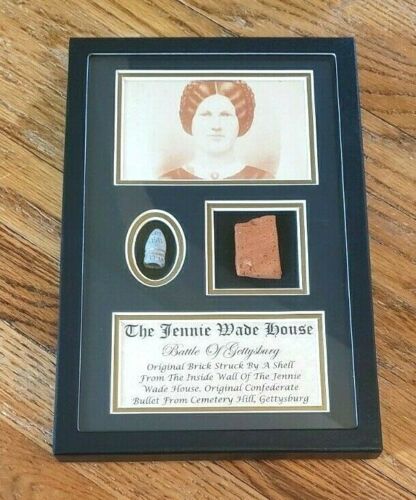 The Jennie Wade House
Battle Of Gettysburg
Original Brick Struck By A Shell
From The Inside Wall Of The Jennie
Wade House. Original Confederate
Bullet From Cemetery Hill, Gettysburg